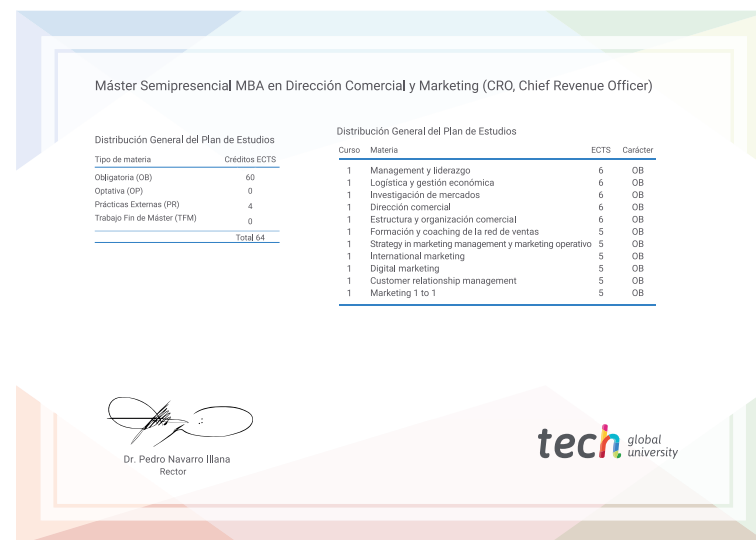 Máster Semipresencial MBA en Dirección Comercial y Marketing (CRO, Chief Revenue Officer)
Distribución General del Plan de Estudios
Tipo de materia Créditos ECTS
Obligatoria (OB) 60
Optativa (OP) 0
Prácticas Externas (PR) 4
Trabajo Fin de Máster (TFM) 0
Total 64
Distribución General del Plan de Estudios
Curso Materia ECTS Carácter
1 Management y liderazgo 6 OB
1 Logística y gestión económica 6 OB
1 Investigación de mercados 6 OB
1 Dirección comercial 6 OB
1 Estructura y organización comercial 6 OB
1 Formación y coaching de la red de ventas 5 OB
1 Strategy in marketing management y marketing operativo 5 OB
1 International marketing 5 OB
1 Digital marketing 5 OB
1 Customer relationship management 5 OB
1 Marketing 1 to 1 5 OB
Dr. Pedro Navarro Illana
Rector
tech global university